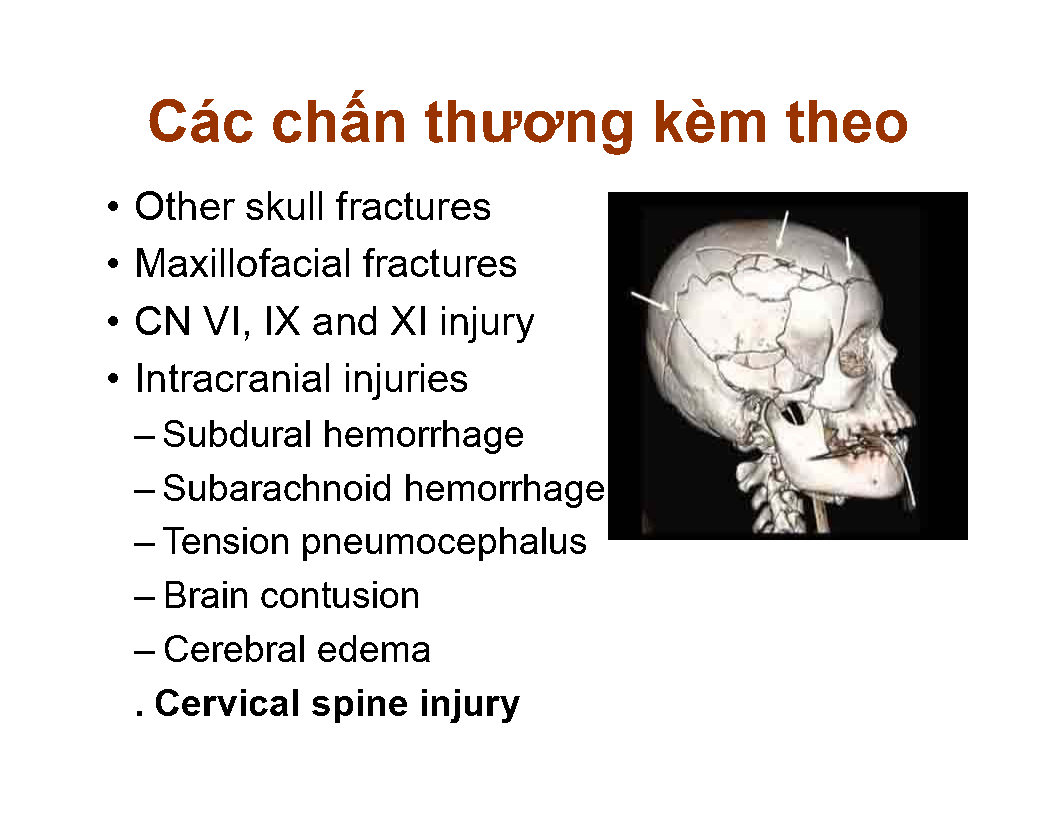 Các chấn thương kèm theo
• Other skull fractures
• Maxillofacial fractures
• CN VI, IX and XI injury
• Intracranial injuries
– Subdural hemorrhage
– Subarachnoid hemorrhage
– Tension pneumocephalus
– Brain contusion
– Cerebral edema
. Cervical spine injury